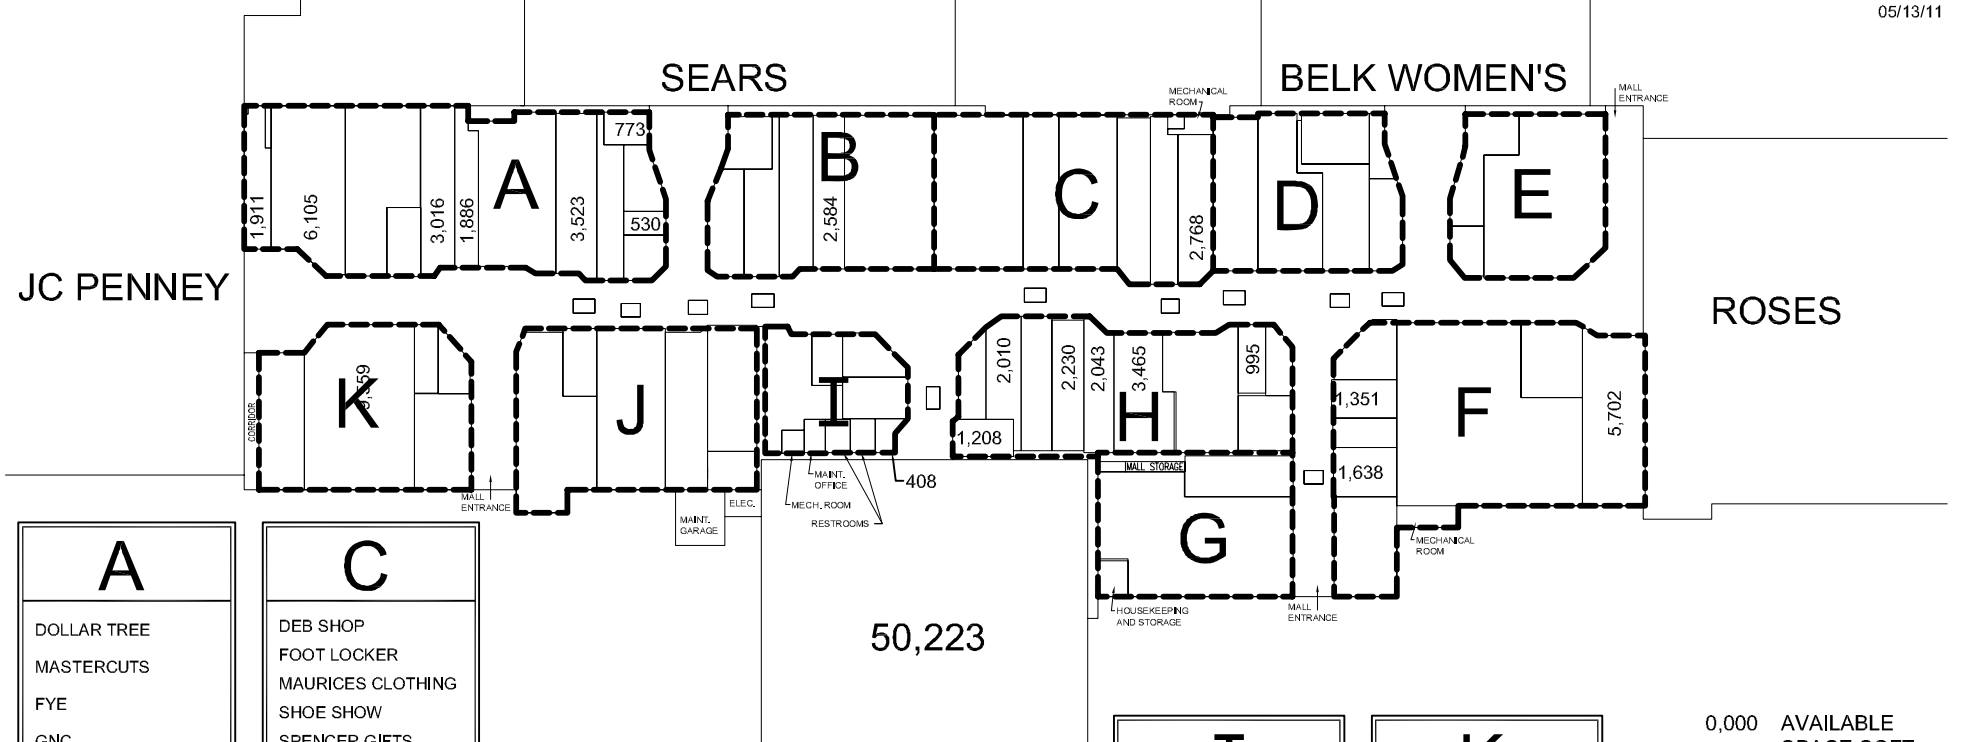 05/13/11
SEARS
BELK WOMEN'S
MECHANICAL
ROOM
MALL
ENTRANCE
773
A
B
C
D
E
1,911
6,105
3,016
1,886
3,523
530
2,584
2,768
JC PENNEY
ROSES
K
J
I
H
F
CORRIDOR
2,010
2,230
2,043
3,465
995
1,351
5,702
1,208
1,638
MALL STORAGE
408
MALL
ENTRANCE
MAINT.
GARAGE
ELEC.
MAINT.
OFFICE
MECH. ROOM
RESTROOMS
G
MECHANICAL
ROOM
HOUSEKEEPING
AND STORAGE
MALL
ENTRANCE
50,223
A
DOLLAR TREE
MASTERCUTS
FYE
GNC
C
DEB SHOP
FOOT LOCKER
MAURICES CLOTHING
SHOE SHOW
SPENCER GIFTS
K
0,000 AVAILABLE
SPACE SQFT